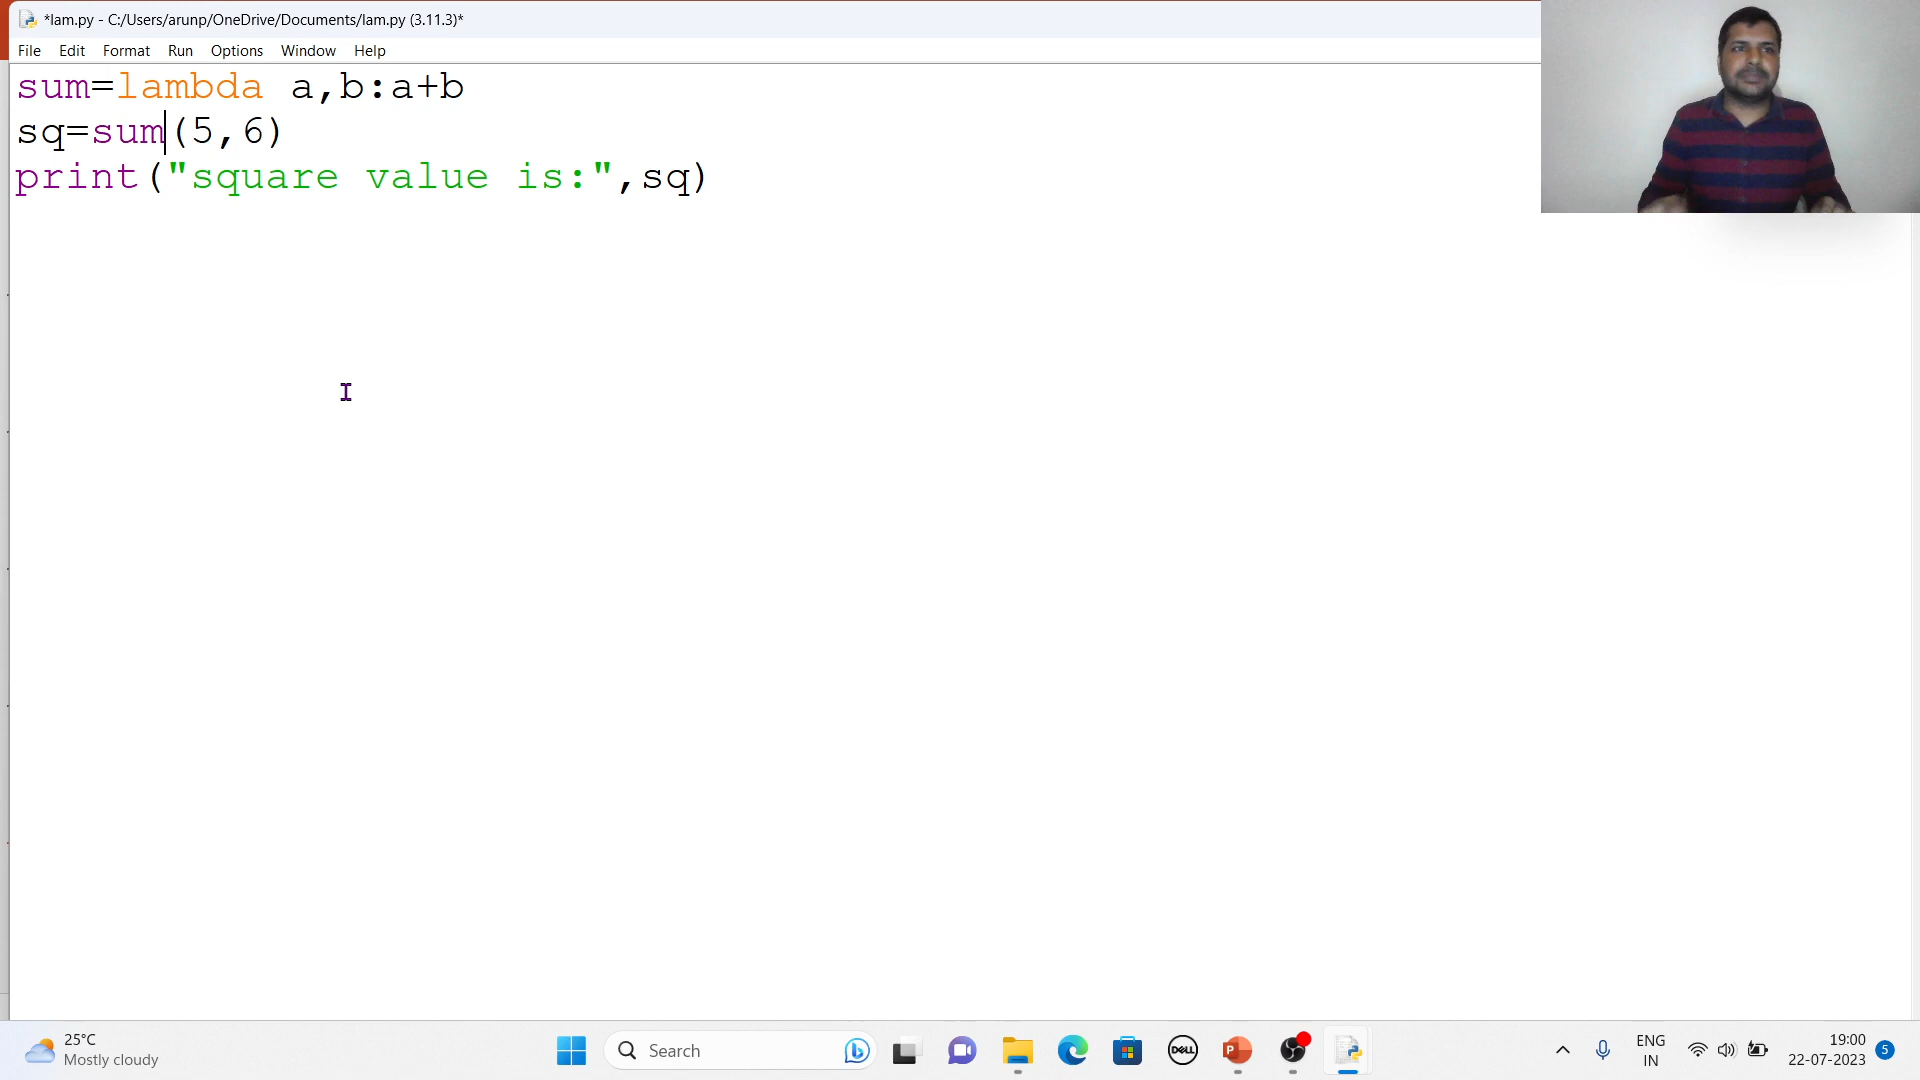 *lam.py - C:/Users/arunp/OneDrive/Documents/lam.py (3.11.3)*
File Edit Format Run Options Window Help
sum=lambda a,b:a+b
sq=sum(5,6)
print("square value is:",sq)
25°C
Mostly cloudy
Search
DELL
P
ENG
IN
19:00
22-07-2023
5